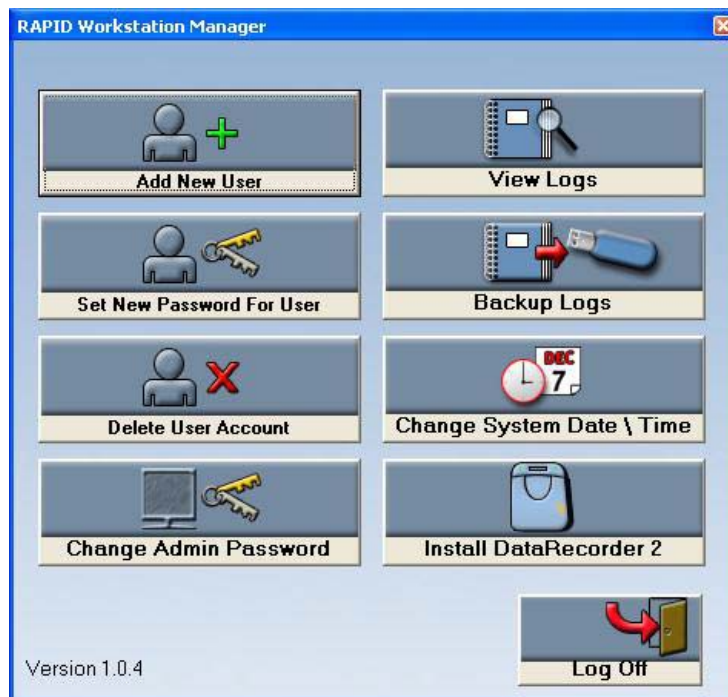 RAPID Workstation Manager
Add New User
View Logs
Set New Password For User
Backup Logs
DEC
7
Delete User Account
Change System Date \ Time
Change Admin Password
Install DataRecorder 2
Version 1.0.4
Log Off